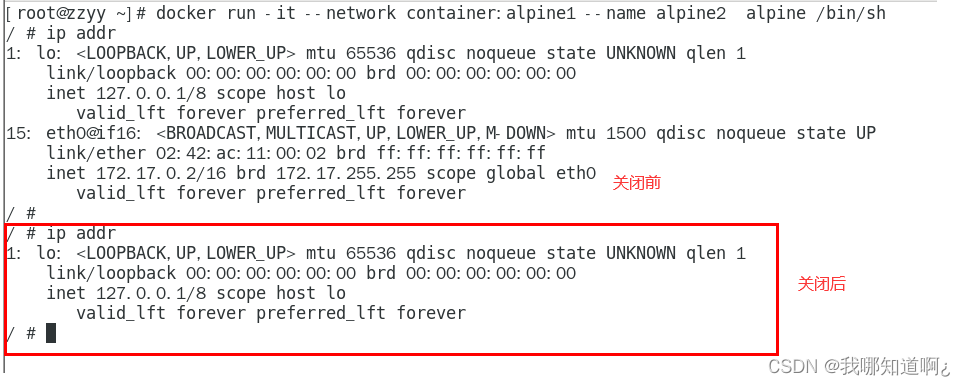 [root@zzyy ~]# docker run -it --network container:alpine1 --name alpine2  alpine /bin/sh
/ # ip addr
1: lo: <LOOPBACK,UP,LOWER_UP> mtu 65536 qdisc noqueue state UNKNOWN qlen 1
    link/loopback 00:00:00:00:00:00 brd 00:00:00:00:00:00
    inet 127.0.0.1/8 scope host lo
       valid_lft forever preferred_lft forever
15: eth0@if16: <BROADCAST,MULTICAST,UP,LOWER_UP,M-DOWN> mtu 1500 qdisc noqueue state UP
    link/ether 02:42:ac:11:00:02 brd ff:ff:ff:ff:ff:ff
    inet 172.17.0.2/16 brd 172.17.255.255 scope global eth0
关闭前
       valid_lft forever preferred_lft forever
/ #
/ # ip addr
1: lo: <LOOPBACK,UP,LOWER_UP> mtu 65536 qdisc noqueue state UNKNOWN qlen 1
    link/loopback 00:00:00:00:00:00 brd 00:00:00:00:00:00
关闭后
    inet 127.0.0.1/8 scope host lo
       valid_lft forever preferred_lft forever
/ #
CSDN @我哪知道啊¿